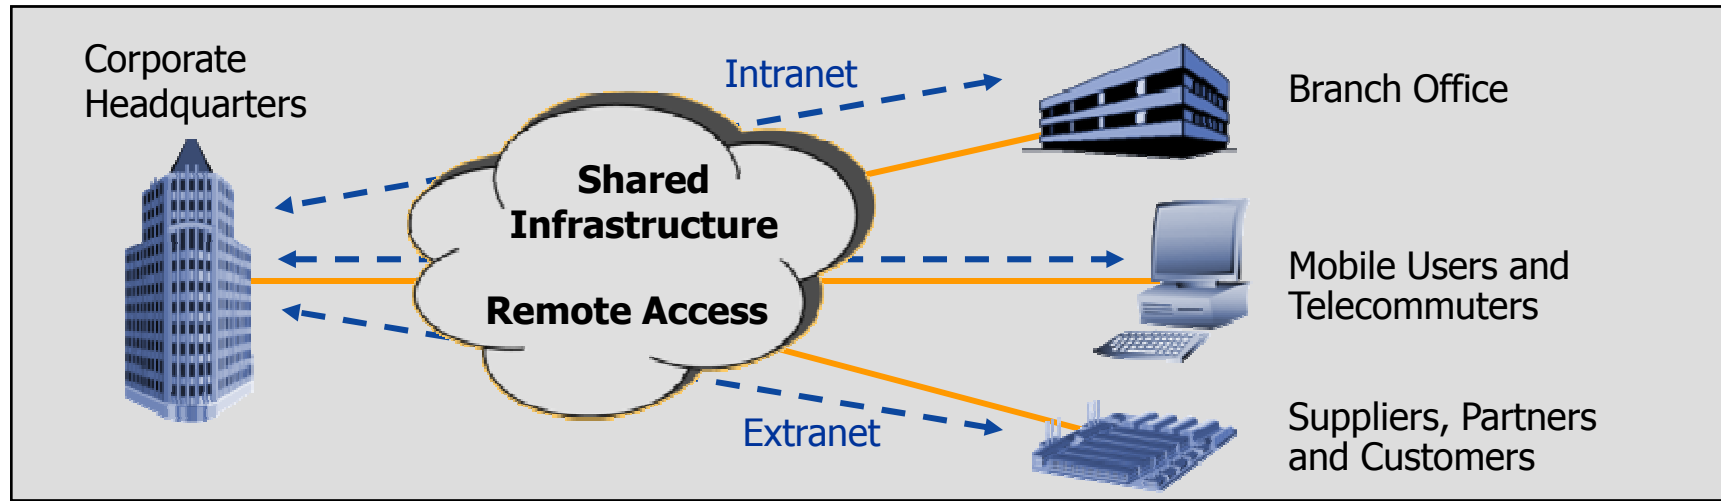 Corporate
Headquarters
Intranet
Branch Office
Shared
Infrastructure
Remote Access
Mobile Users and
Telecommuters
Extranet
Suppliers, Partners
and Customers